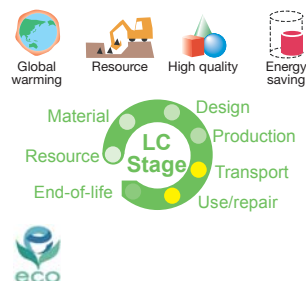 Global
warming
Resource
High quality
Energy
saving
Material
Design
Resource
LC
Stage
Production
Transport
End-of-life
Use/repair
eco